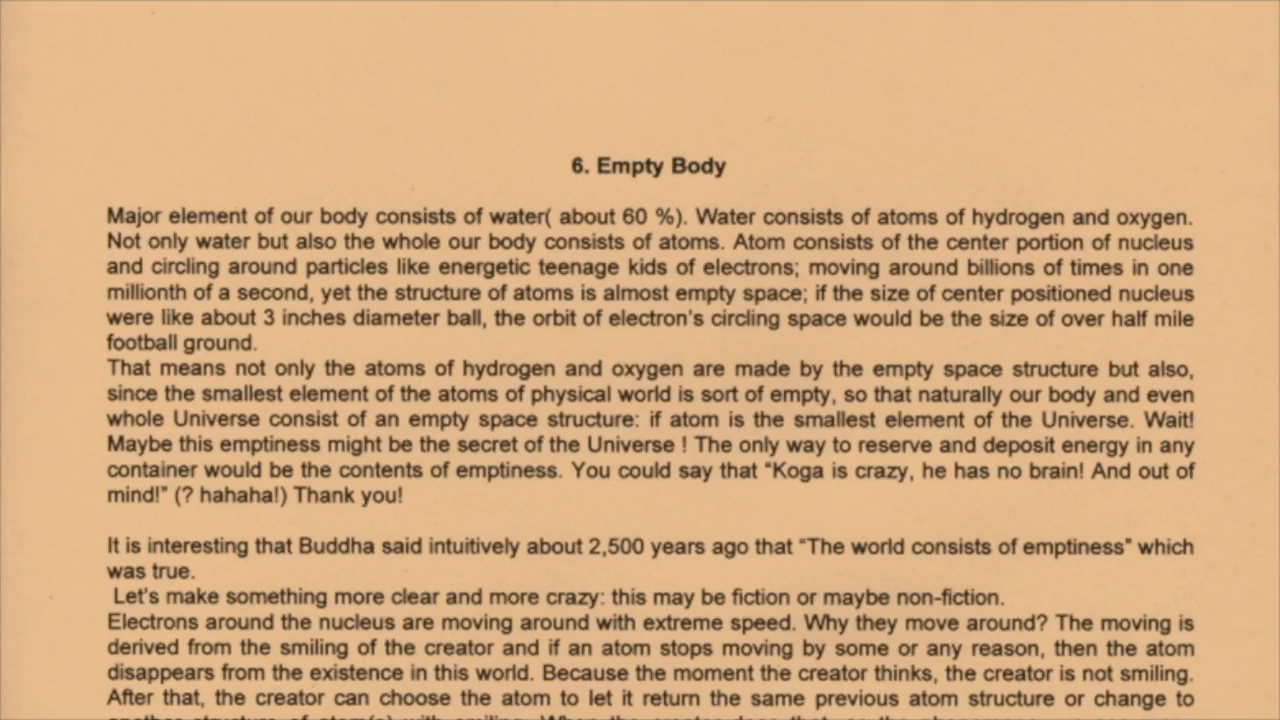 6. Empty Body
Major element of our body consists of water( about 60 %). Water consists of atoms of hydrogen and oxygen.
Not only water but also the whole our body consists of atoms. Atom consists of the center portion of nucleus
and circling around particles like energetic teenage kids of electrons; moving around billions of times in one
millionth of a second, yet the structure of atoms is almost empty space; if the size of center positioned nucleus
were like about 3 inches diameter ball, the orbit of electron's circling space would be the size of over half mile
football ground.
That means not only the atoms of hydrogen and oxygen are made by the empty space structure but also,
since the smallest element of the atoms of physical world is sort of empty, so that naturally our body and even
whole Universe consist of an empty space structure: if atom is the smallest element of the Universe. Wait!
Maybe this emptiness might be the secret of the Universe ! The only way to reserve and deposit energy in any
container would be the contents of emptiness. You could say that “Koga is crazy, he has no brain! And out of
mind!” (? hahaha!) Thank you!
It is interesting that Buddha said intuitively about 2,500 years ago that “The world consists of emptiness” which
was true.
Let's make something more clear and more crazy: this may be fiction or maybe non-fiction.
Electrons around the nucleus are moving around with extreme speed. Why they move around? The moving is
derived from the smiling of the creator and if an atom stops moving by some or any reason, then the atom
disappears from the existence in this world. Because the moment the creator thinks, the creator is not smiling.
After that, the creator can choose the atom to let it return the same previous atom structure or change to